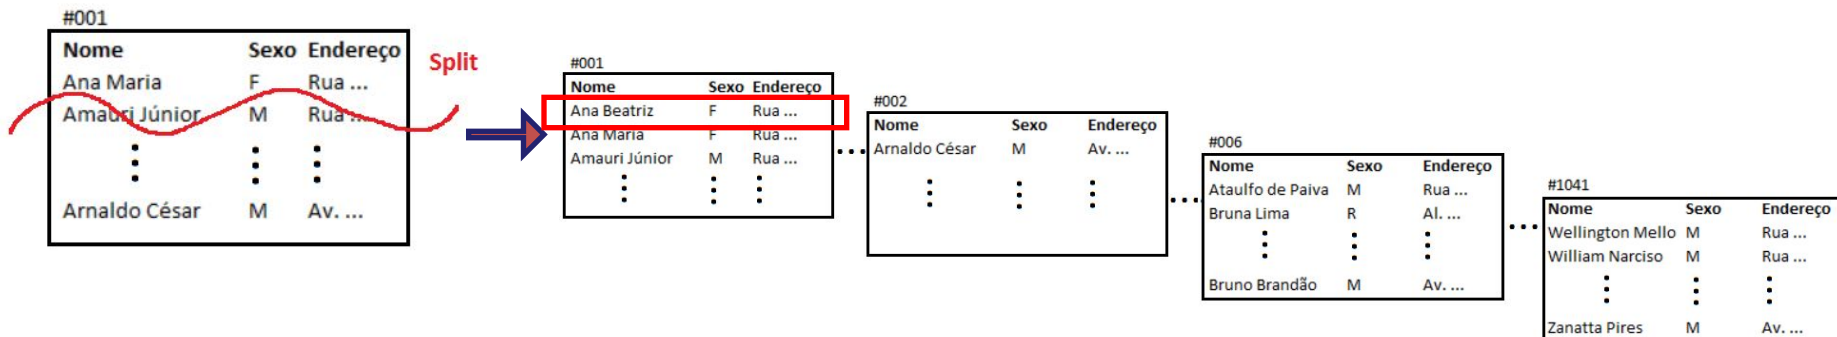 #001
Nome Sexo Endereço
Ana Maria F Rua ...
Amauri Júnior M Rua ...
Arnaldo César M Av. ...
Split
#001
Nome Sexo Endereço
Ana Beatriz F Rua ...
Ana Maria F Rua ...
Amauri Júnior M Rua ...
...
#002
Nome Sexo Endereço
Arnaldo César M Av. ...
...
#006
Nome Sexo Endereço
Ataulfo de Paiva M Rua ...
Bruna Lima R Al. ...
Bruno Brandão M Av. ...
...
#1041
Nome Sexo Endereço
Wellington Mello M Rua ...
William Narciso M Rua ...
Zanatta Pires M Av. ...